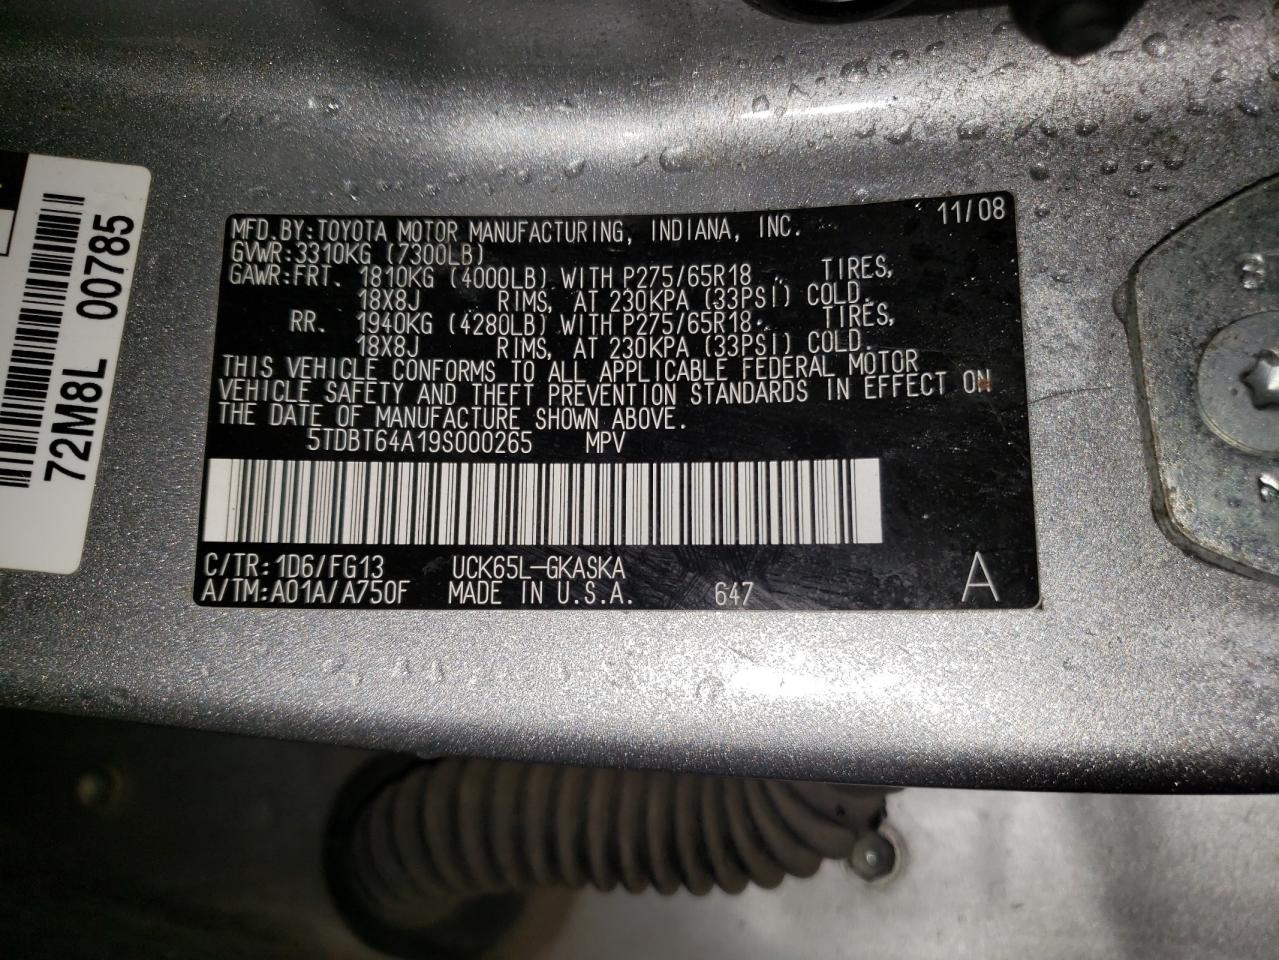 MFD.BY:TOYOTA MOTOR MANUFACTURING, INDIANA, INC. 11/08
GVWR:3310KG (7300LB)
GAWR:FRT. 1810KG (4000LB) WITH P275/65R18 TIRES,
18X8J RIMS, AT 230KPA (33PSI) COLD.
RR. 1940KG (4280LB) WITH P275/65R18 TIRES,
18X8J RIMS, AT 230KPA (33PSI) COLD.
THIS VEHICLE CONFORMS TO ALL APPLICABLE FEDERAL MOTOR
VEHICLE SAFETY AND THEFT PREVENTION STANDARDS IN EFFECT ON
THE DATE OF MANUFACTURE SHOWN ABOVE.
5TDBT64A19S000265 MPV
C/TR:1D6/FG13 UCK65L-GKASKA
A/TM:A01A/A750F MADE IN U.S.A. 647 A
72M8L 00785